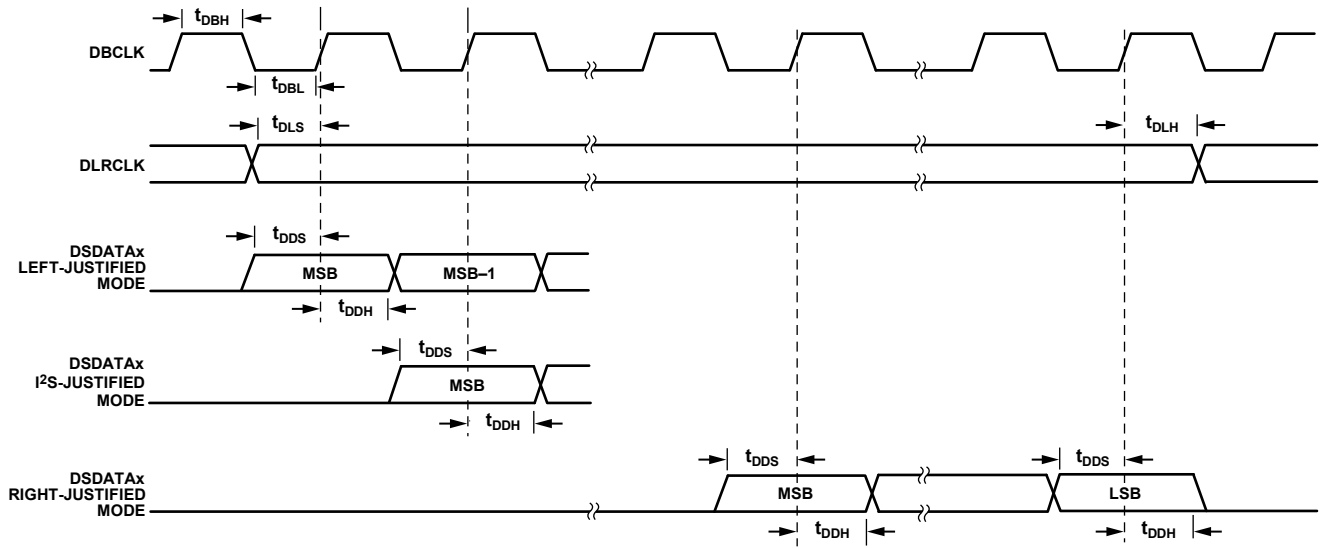 tDBH
DBCLK
tDBL
tDLS
tDLH
DLRCLK
tDDS
DSDATAx
LEFT-JUSTIFIED
MODE
MSB
MSB–1
tDDH
tDDS
DSDATAx
I²S-JUSTIFIED
MODE
MSB
tDDH
tDDS
tDDS
DSDATAx
RIGHT-JUSTIFIED
MODE
MSB
LSB
tDDH
tDDH